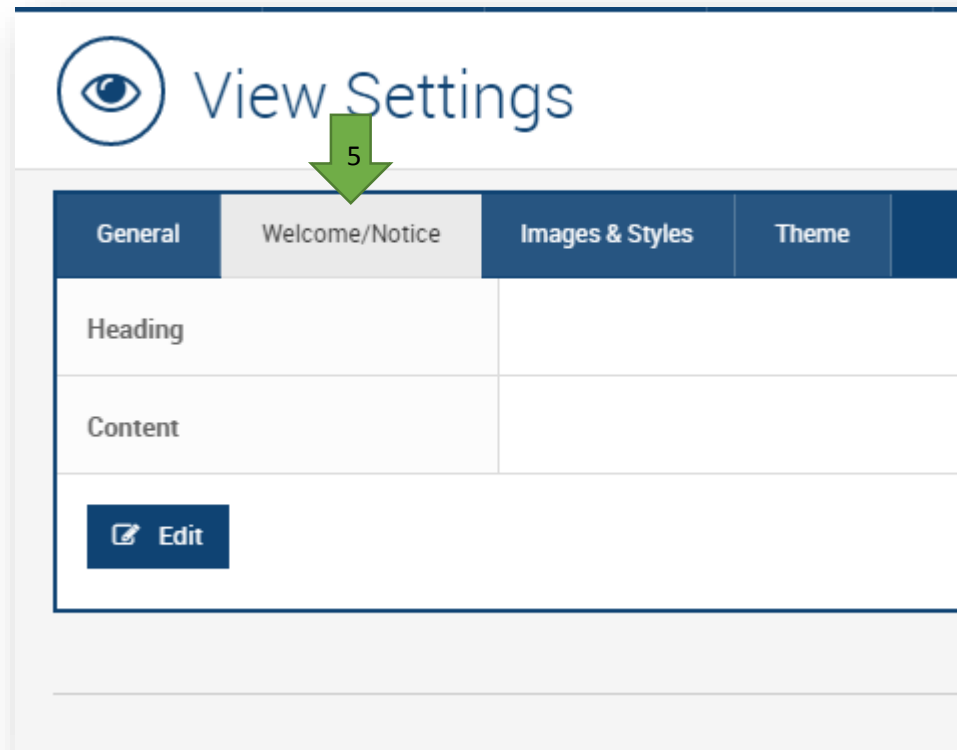 View Settings
5
General Welcome/Notice Images & Styles Theme
Heading
Content
Edit